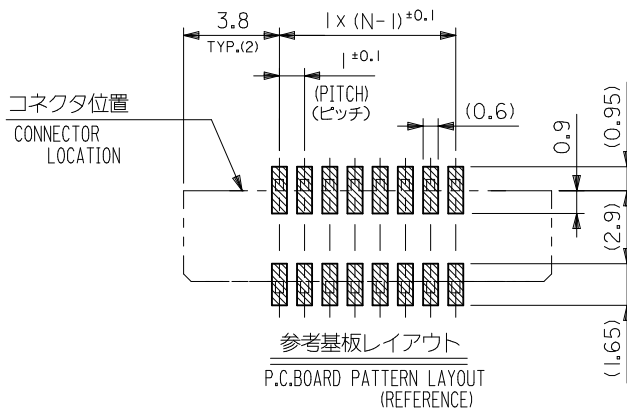 3.8
TYP.(2)
1 x (N-1)±0.1
1±0.1
(PITCH)
(ピッチ)
(0.6)
0.9
(0.95)
コネクタ位置
CONNECTOR
LOCATION
(2.9)
(1.65)
参考基板レイアウト
P.C.BOARD PATTERN LAYOUT
(REFERENCE)